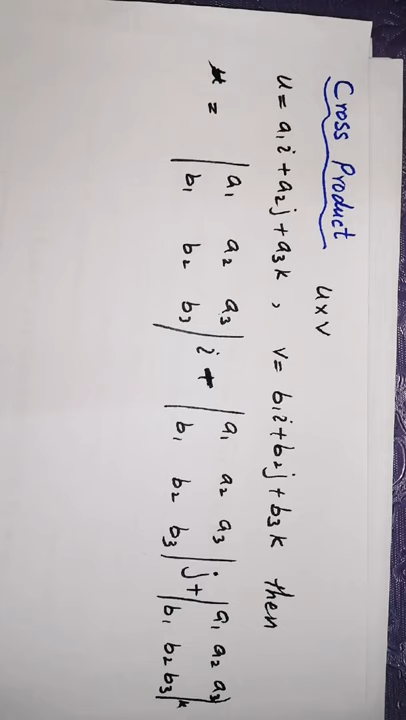 Cross Product u×v
u = a₁i + a₂j + a₃k , v = b₁i + b₂j + b₃k then
= | a₁ a₂ a₃ | i + | a₁ a₂ a₃ | j + | a₁ a₂ a₃ | k
| b₁ b₂ b₃ | | b₁ b₂ b₃ | | b₁ b₂ b₃ |